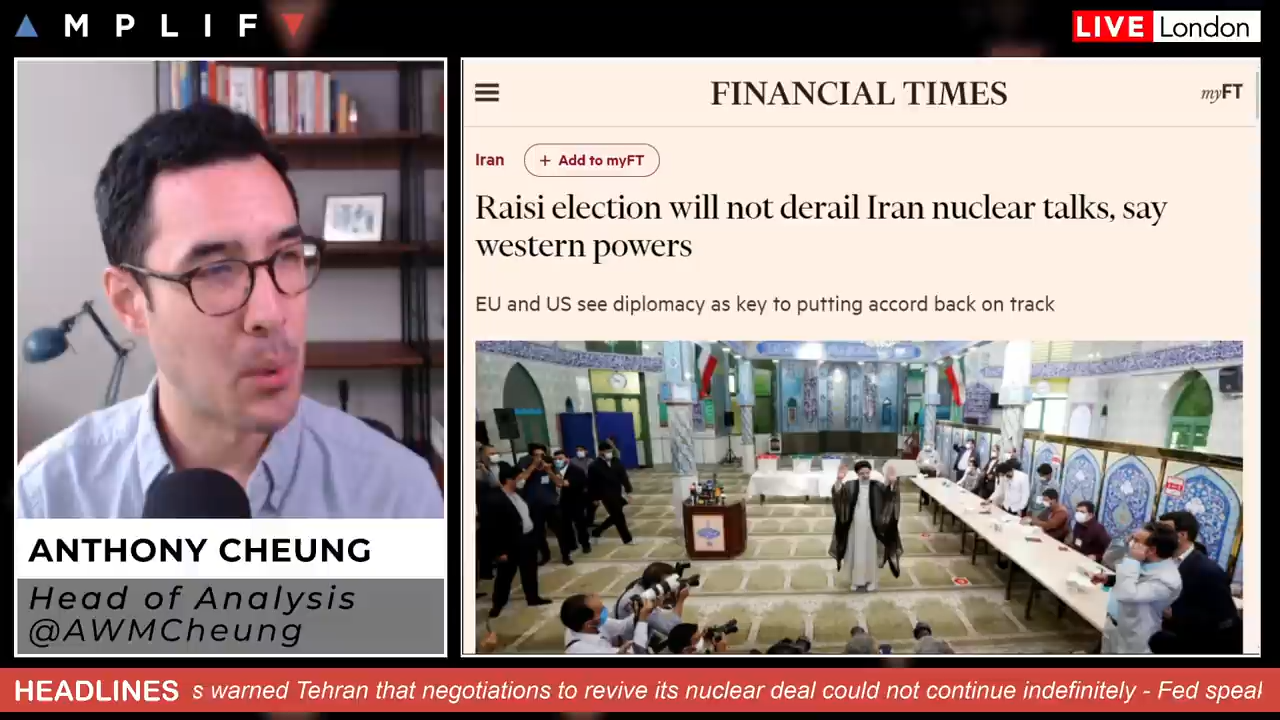 AMPLIFY
LIVE London
FINANCIAL TIMES
myFT
Iran
+ Add to myFT
Raisi election will not derail Iran nuclear talks, say
western powers
EU and US see diplomacy as key to putting accord back on track
ANTHONY CHEUNG
Head of Analysis
@AWMCheung
HEADLINES s warned Tehran that negotiations to revive its nuclear deal could not continue indefinitely - Fed speak